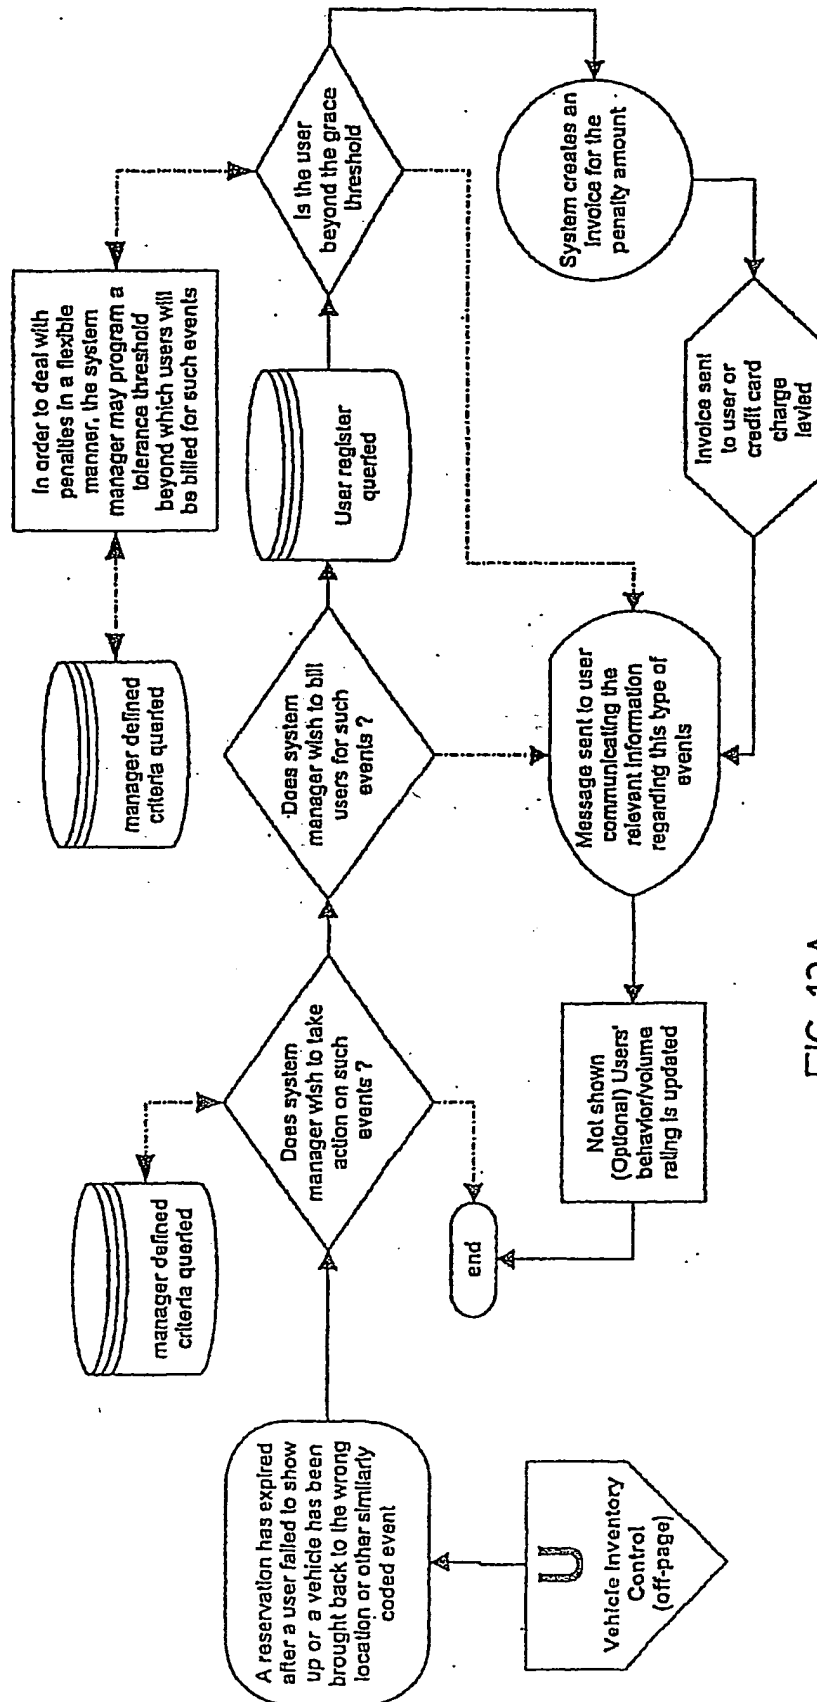 A reservation has expired
after a user failed to show
up or a vehicle has been
brought back to the wrong
location or other similarly
coded event
U
Vehicle Inventory
Control
(off-page)
manager defined
criteria queried
Does system
manager wish to take
action on such
events ?
end
manager defined
criteria queried
Does system
manager wish to bill
users for such
events ?
In order to deal with
penalties in a flexible
manner, the system
manager may program a
tolerance threshold
beyond which users will
be billed for such events
User register
queried
Is the user
beyond the grace
threshold
System creates an
Invoice for the
penalty amount
Invoice sent
to user or
credit card
charge
levied
Message sent to user
communicating the
relevant information
regarding this type of
events
Not shown
(Optional) Users'
behavior/volume
rating is updated
FIG. 12A